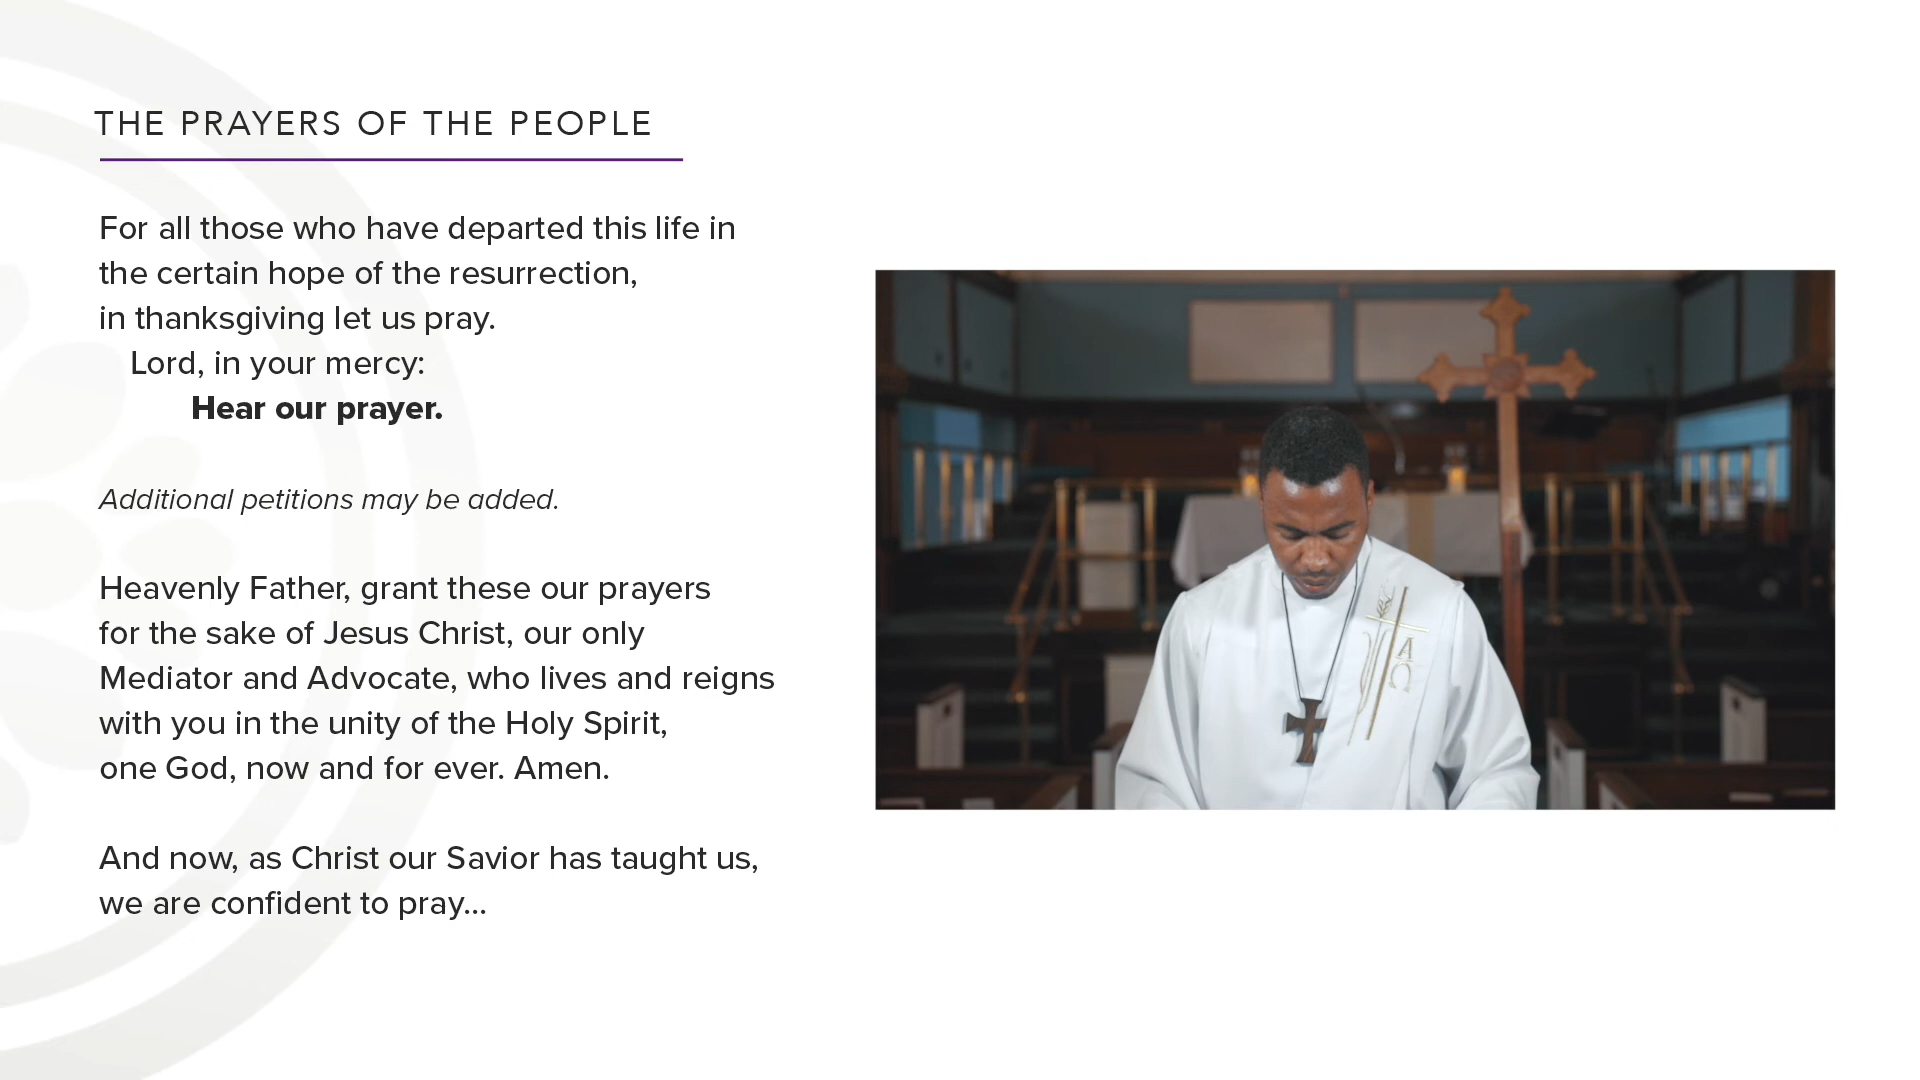 THE PRAYERS OF THE PEOPLE
For all those who have departed this life in
the certain hope of the resurrection,
in thanksgiving let us pray.
Lord, in your mercy:
Hear our prayer.
Additional petitions may be added.
Heavenly Father, grant these our prayers
for the sake of Jesus Christ, our only
Mediator and Advocate, who lives and reigns
with you in the unity of the Holy Spirit,
one God, now and for ever. Amen.
And now, as Christ our Savior has taught us,
we are confident to pray...